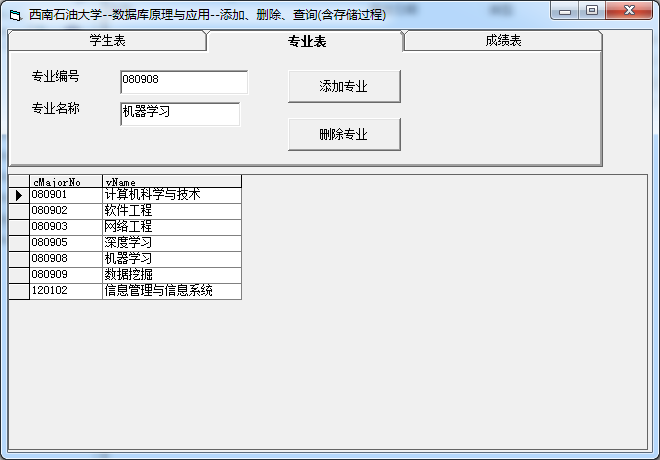 西南石油大学--数据库原理与应用--添加、删除、查询(含存储过程)
学生表 专业表 成绩表
专业编号 080908 添加专业
专业名称 机器学习
删除专业
cMajorNo vName
080901 计算机科学与技术
080902 软件工程
080903 网络工程
080905 深度学习
080908 机器学习
080909 数据挖掘
120102 信息管理与信息系统